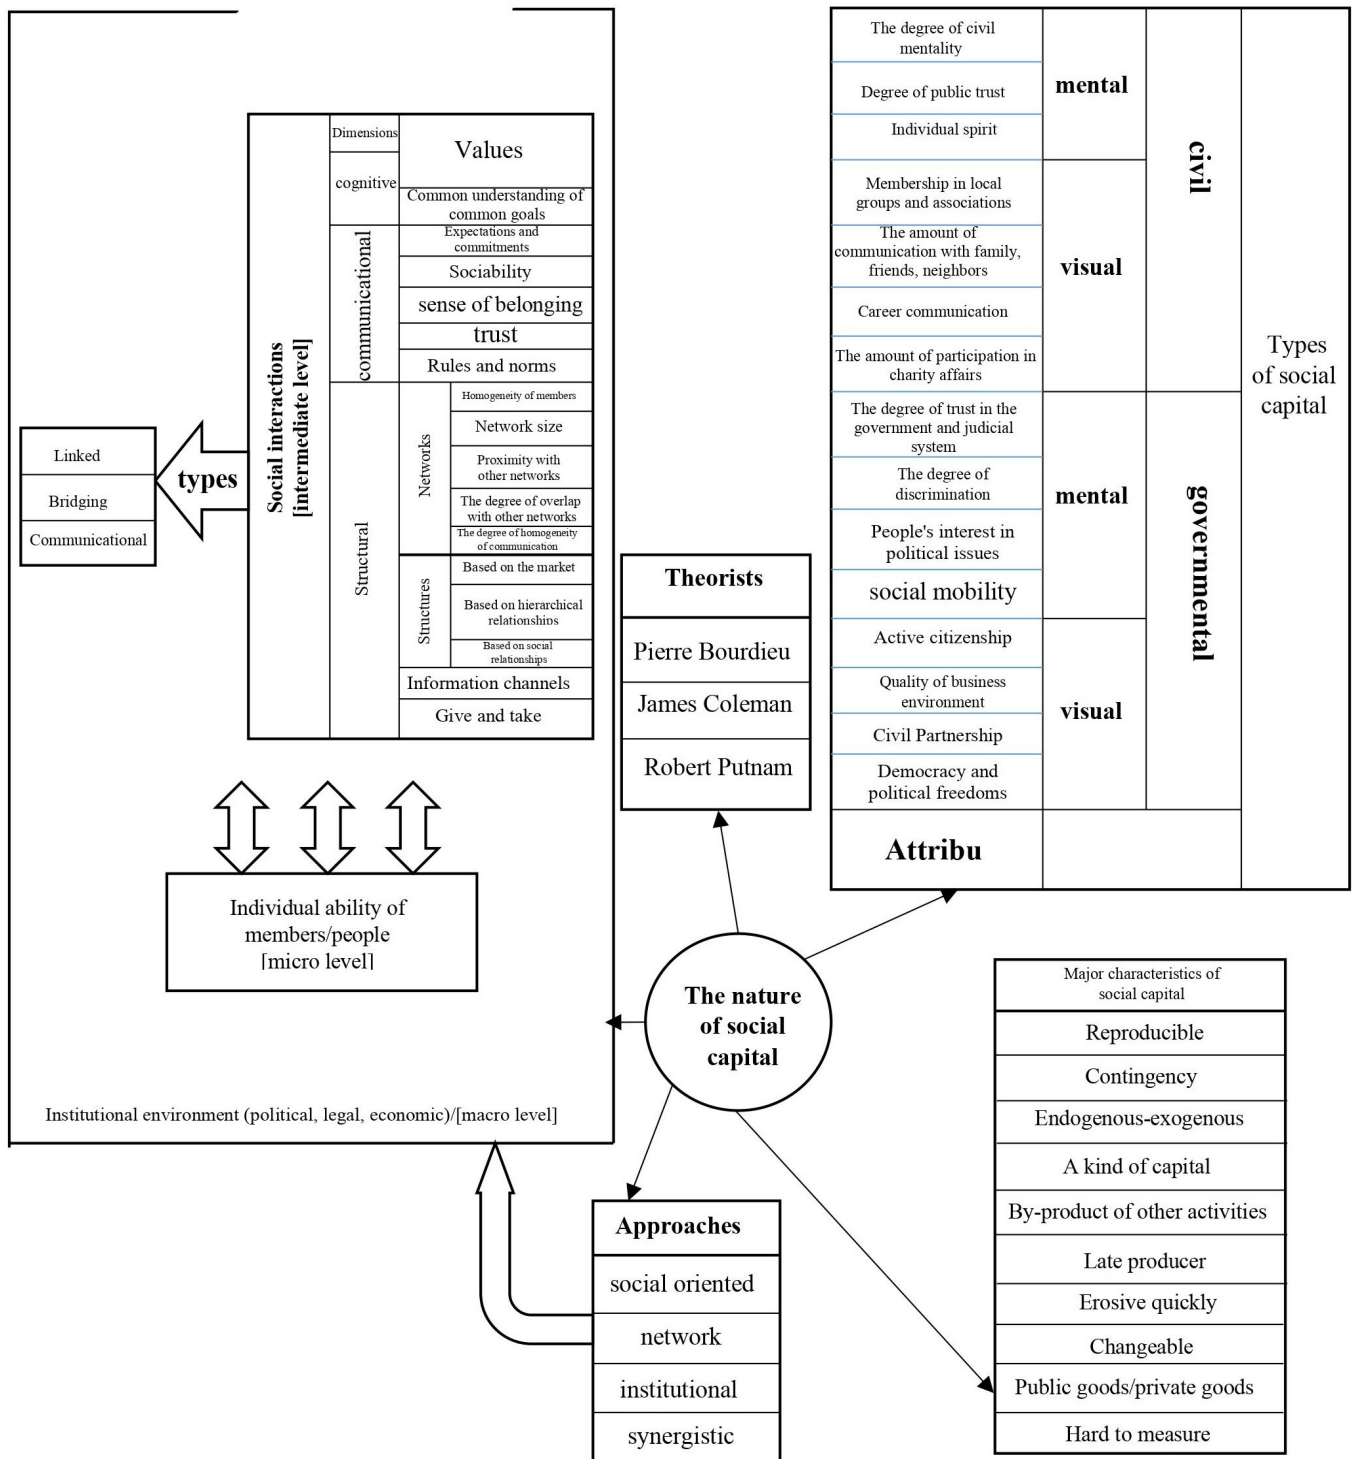 Dimensions
Values
cognitive
Common understanding of
common goals
communicational
Expectations and
commitments
Sociability
sense of belonging
trust
Rules and norms
Social interactions
[intermediate level]
Structural
Networks
Homogeneity of members
Network size
Proximity with
other networks
The degree of overlap
with other networks
The degree of homogeneity
of communication
Structures
Based on the market
Based on hierarchical
relationships
Based on social
relationships
Information channels
Give and take
types
Linked
Bridging
Communicational
Individual ability of
members/people
[micro level]
Institutional environment (political, legal, economic)/[macro level]
Theorists
Pierre Bourdieu
James Coleman
Robert Putnam
The degree of civil
mentality
Degree of public trust
Individual spirit
mental
Membership in local
groups and associations
The amount of
communication with family,
friends, neighbors
Career communication
The amount of participation in
charity affairs
visual
civil
The degree of trust in the
government and judicial
system
The degree of
discrimination
People's interest in
political issues
social mobility
mental
Active citizenship
Quality of business
environment
Civil Partnership
Democracy and
political freedoms
visual
governmental
Types
of social
capital
Attribu
The nature
of social
capital
Approaches
social oriented
network
institutional
synergistic
Major characteristics of
social capital
Reproducible
Contingency
Endogenous-exogenous
A kind of capital
By-product of other activities
Late producer
Erosive quickly
Changeable
Public goods/private goods
Hard to measure